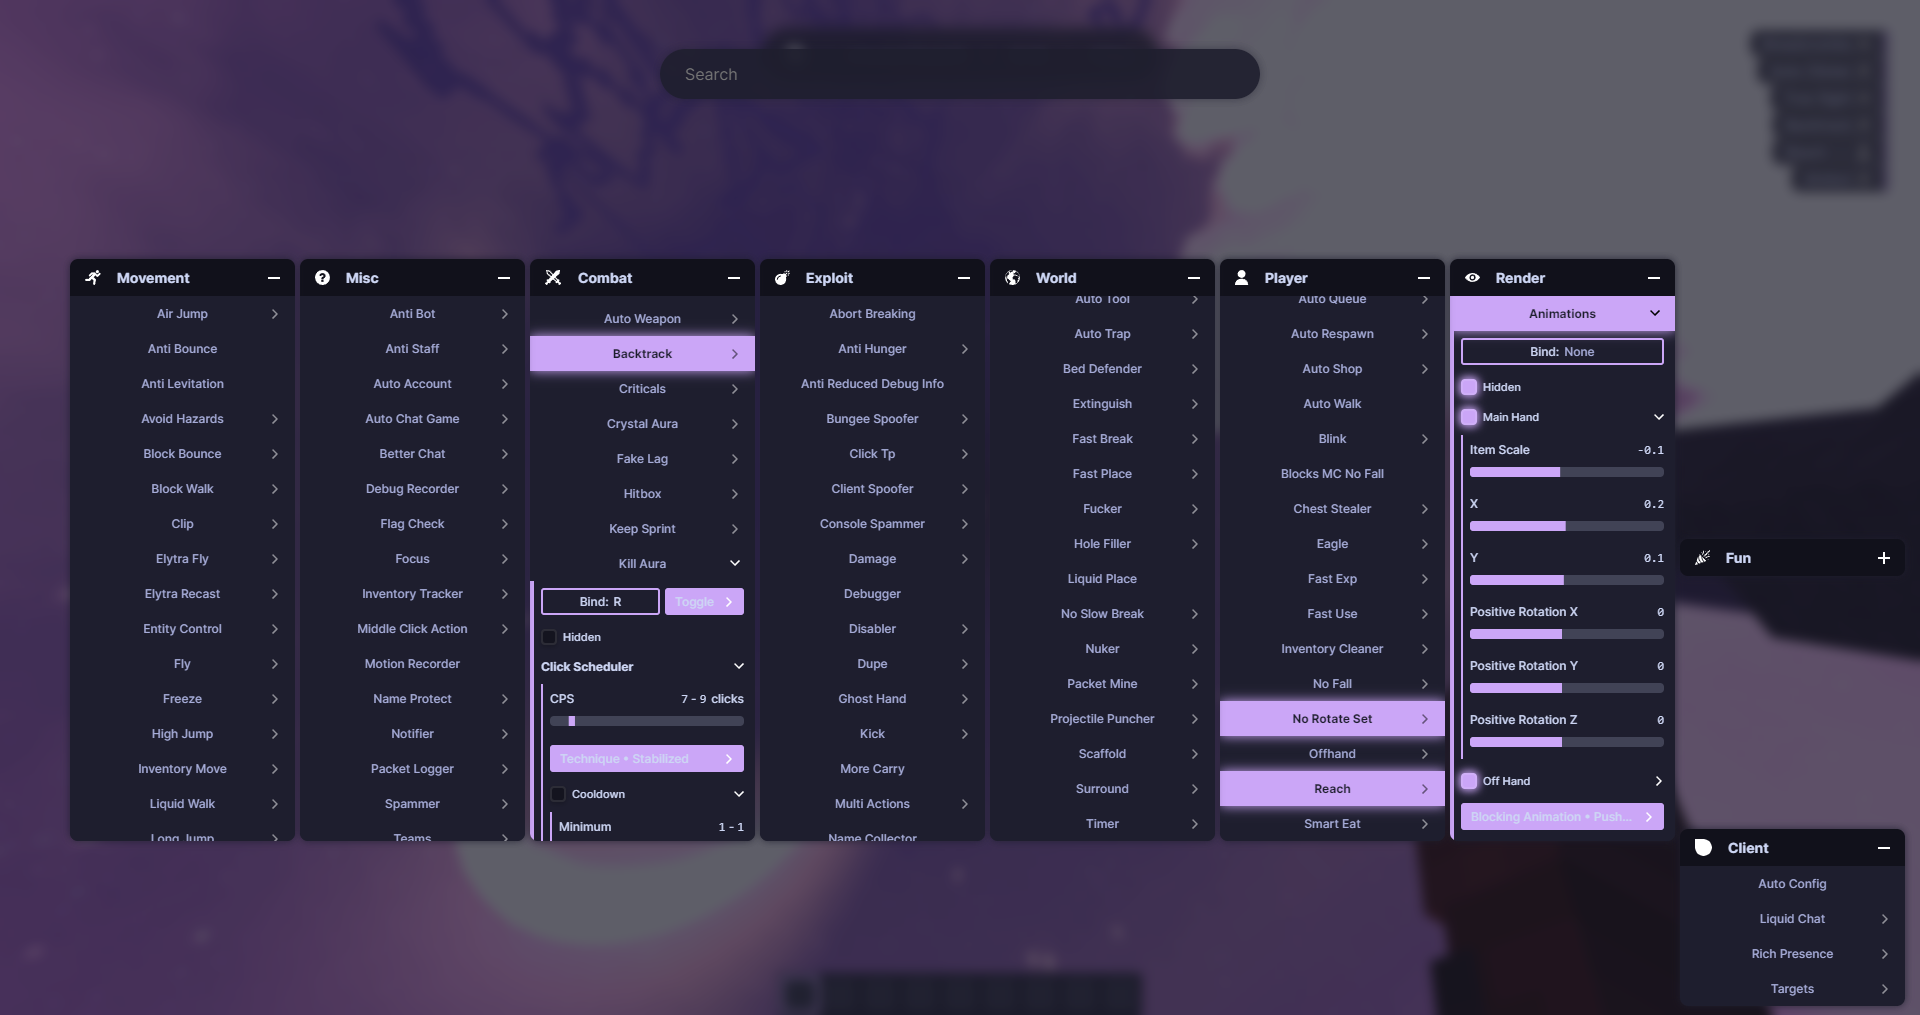 Search
Movement
Air Jump
Anti Bounce
Anti Levitation
Avoid Hazards
Block Bounce
Block Walk
Clip
Elytra Fly
Elytra Recast
Entity Control
Fly
Freeze
High Jump
Inventory Move
Liquid Walk
Long Jump
Misc
Anti Bot
Anti Staff
Auto Account
Auto Chat Game
Better Chat
Debug Recorder
Flag Check
Focus
Inventory Tracker
Middle Click Action
Motion Recorder
Name Protect
Notifier
Packet Logger
Spammer
Teams
Combat
Auto Weapon
Backtrack
Criticals
Crystal Aura
Fake Lag
Hitbox
Keep Sprint
Kill Aura
Bind: R
Toggle
Hidden
Click Scheduler
CPS 7 - 9 clicks
Technique • Stabilized
Cooldown
Minimum 1 - 1
Exploit
Abort Breaking
Anti Hunger
Anti Reduced Debug Info
Bungee Spoofer
Click Tp
Client Spoofer
Console Spammer
Damage
Debugger
Disabler
Dupe
Ghost Hand
Kick
More Carry
Multi Actions
Name Collector
World
Auto Tool
Auto Trap
Bed Defender
Extinguish
Fast Break
Fast Place
Fucker
Hole Filler
Liquid Place
No Slow Break
Nuker
Packet Mine
Projectile Puncher
Scaffold
Surround
Timer
Player
Auto Queue
Auto Respawn
Auto Shop
Auto Walk
Blink
Blocks MC No Fall
Chest Stealer
Eagle
Fast Exp
Fast Use
Inventory Cleaner
No Fall
No Rotate Set
Offhand
Reach
Smart Eat
Render
Animations
Bind: None
Hidden
Main Hand
Item Scale -0.1
X 0.2
Y 0.1
Positive Rotation X 0
Positive Rotation Y 0
Positive Rotation Z 0
Off Hand
Blocking Animation • Push...
Fun
Client
Auto Config
Liquid Chat
Rich Presence
Targets